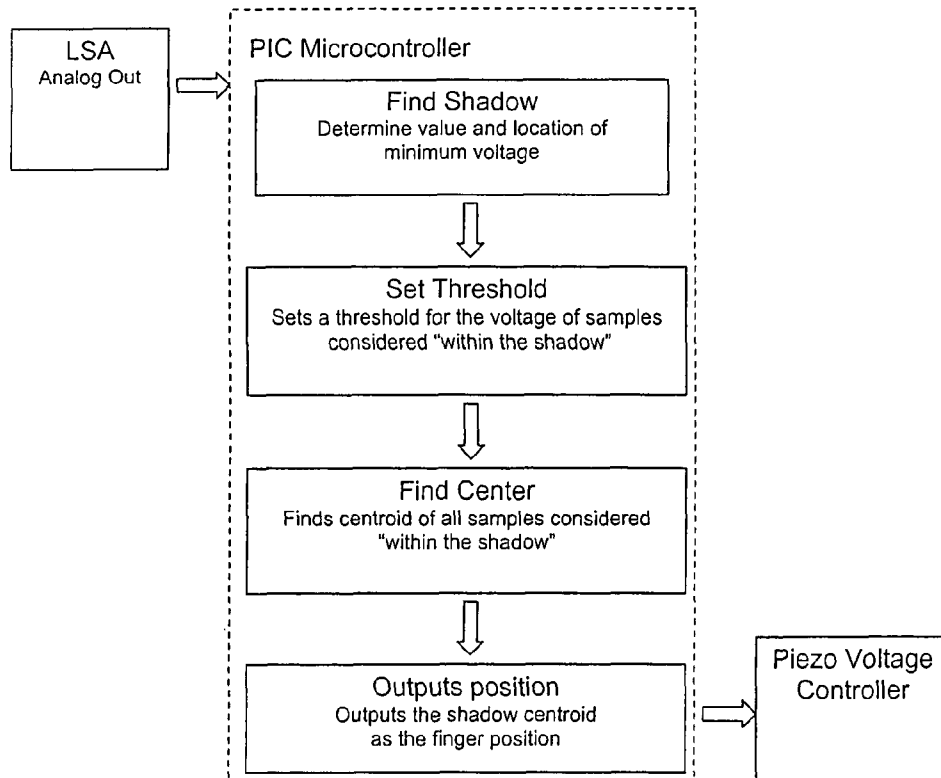 LSA
Analog Out
PIC Microcontroller
Find Shadow
Determine value and location of
minimum voltage
Set Threshold
Sets a threshold for the voltage of samples
considered "within the shadow"
Find Center
Finds centroid of all samples considered
"within the shadow"
Outputs position
Outputs the shadow centroid
as the finger position
Piezo Voltage
Controller